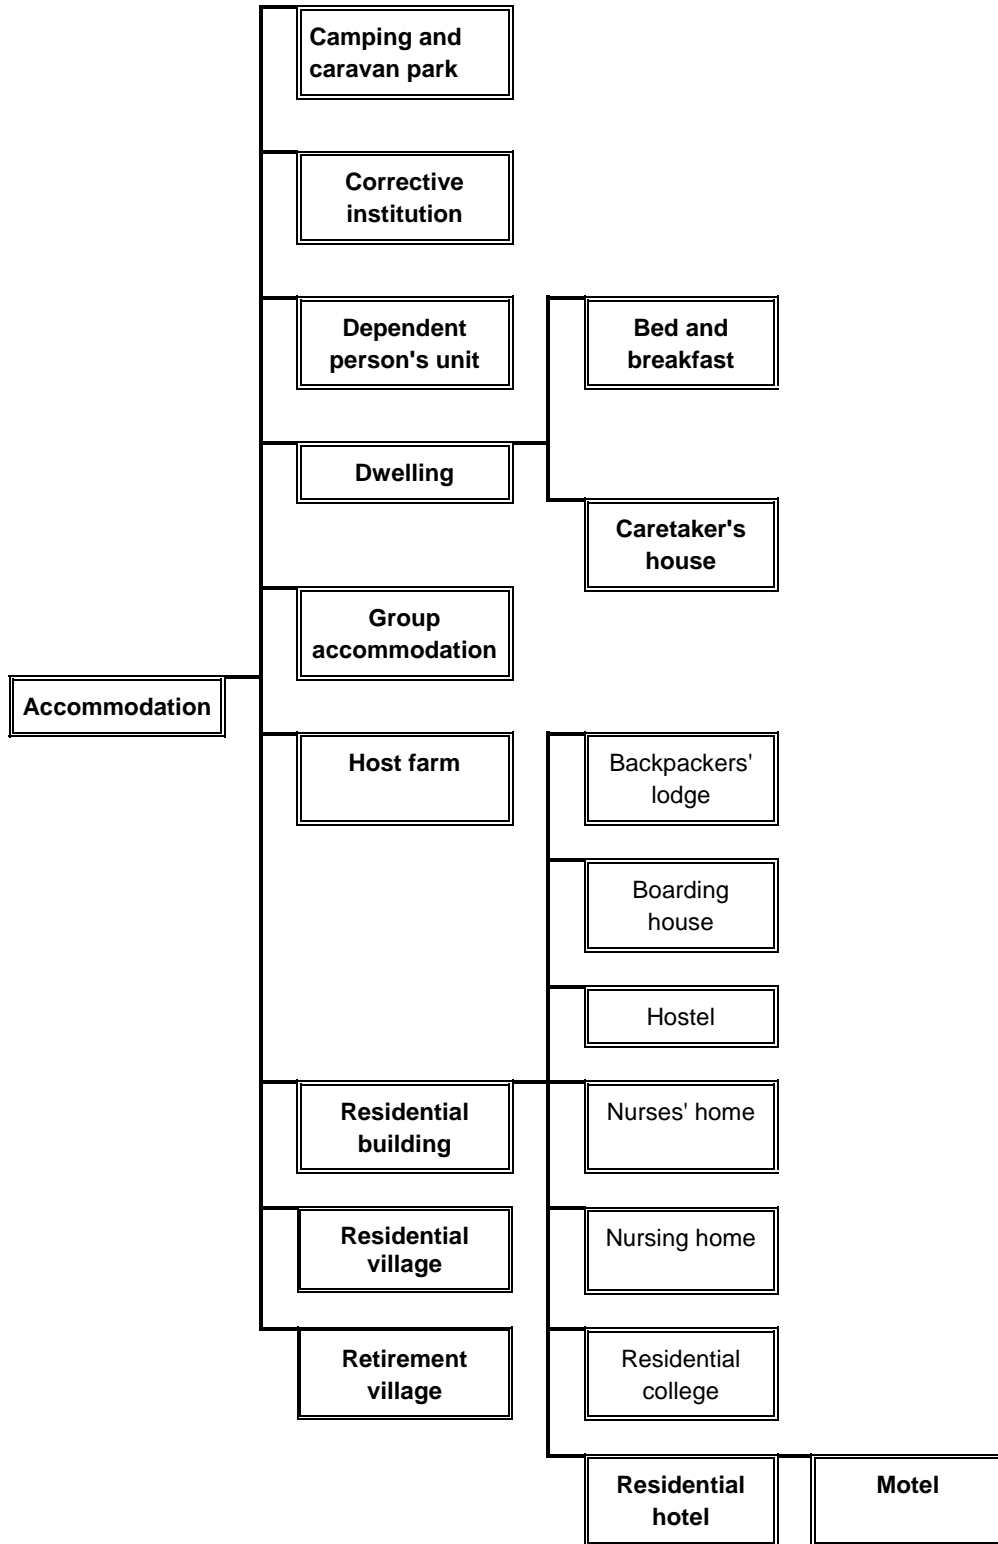 Camping and
caravan park
Corrective
institution
Dependent
person's unit
Bed and
breakfast
Dwelling
Caretaker's
house
Group
accommodation
Accommodation
Host farm
Backpackers'
lodge
Boarding
house
Hostel
Residential
building
Nurses' home
Residential
village
Nursing home
Retirement
village
Residential
college
Residential
hotel
Motel